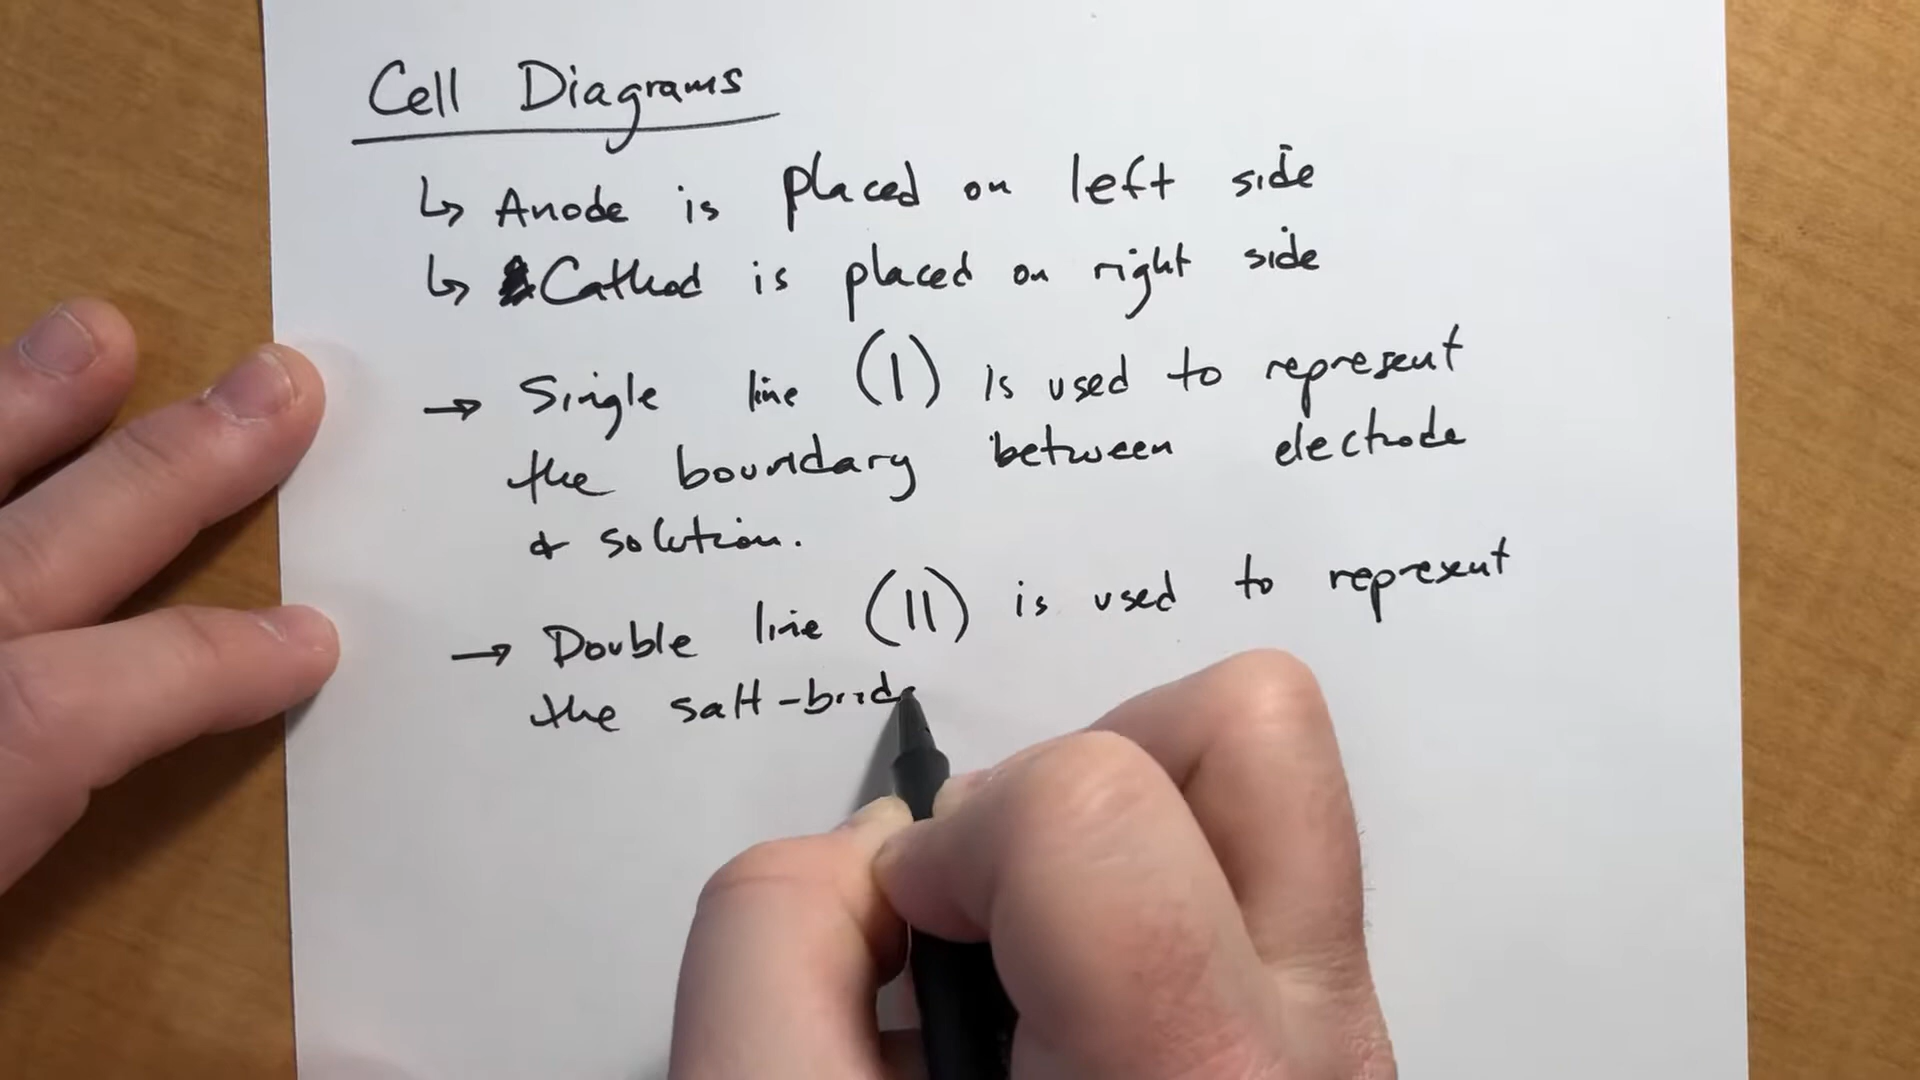 Cell Diagrams
↳ Anode is placed on left side
↳ Cathod is placed on right side
→ Single line (|) is used to represent
the boundary between electrode
& solution.
→ Double line (||) is used to represent
the salt-brid